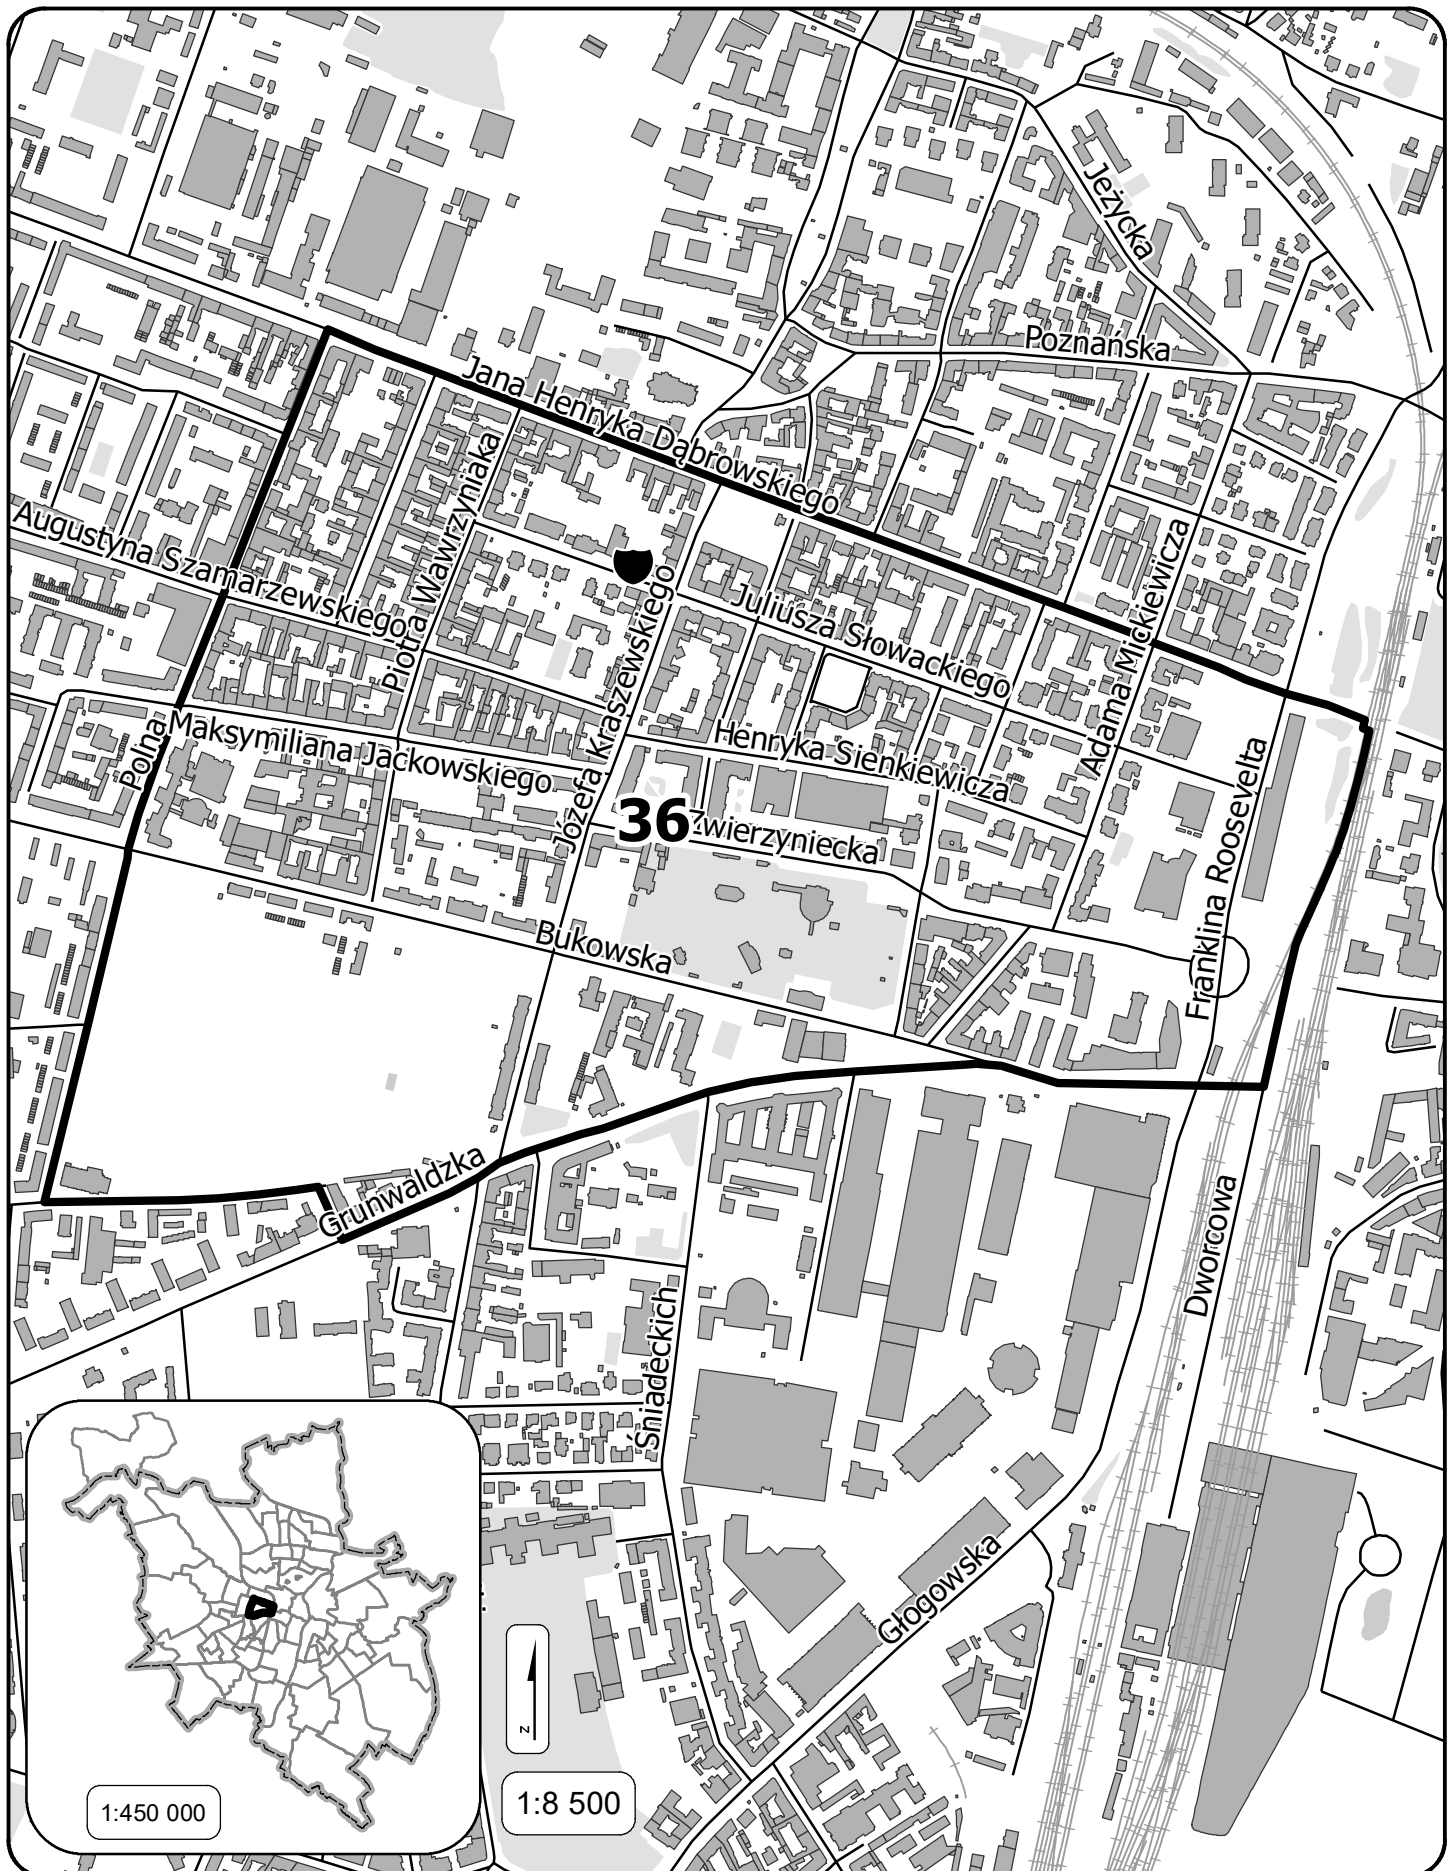 Jeżycka
Poznańska
Jana Henryka Dąbrowskiego
Piotra Wawrzyniaka
Augustyna Szamarzewskiego
Juliusza Słowackiego
Adama Mickiewicza
Józefa Kraszewskiego
Polna
Maksymiliana Jackowskiego
Henryka Sienkiewicza
36
Zwierzyniecka
Franklina Roosevelta
Bukowska
Grunwaldzka
Dworcowa
Śniadeckich
Głogowska
z
1:8 500
1:450 000